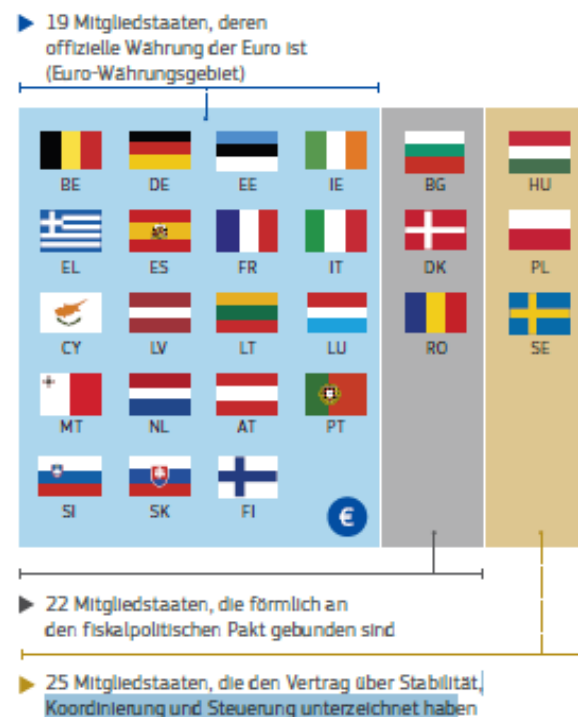 19 Mitgliedstaaten, deren
offizielle Währung der Euro ist
(Euro-Währungsgebiet)
BE DE EE IE BG HU
EL ES FR IT DK PL
CY LV LT LU RO SE
MT NL AT PT
SI SK FI €
22 Mitgliedstaaten, die förmlich an
den fiskalpolitischen Pakt gebunden sind
25 Mitgliedstaaten, die den Vertrag über Stabilität,
Koordinierung und Steuerung unterzeichnet haben